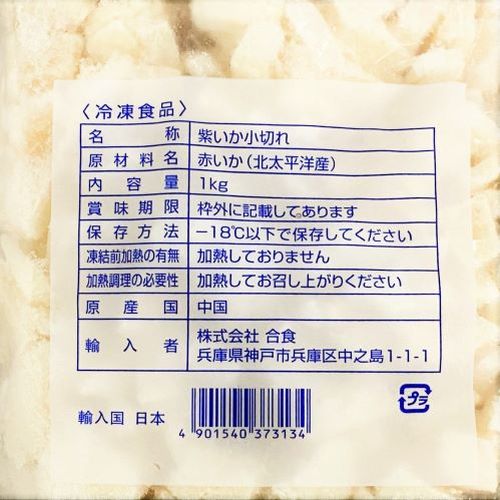 〈冷凍食品〉
名称 紫いか小切れ
原材料名 赤いか(北太平洋産)
内容量 1kg
賞味期限 枠外に記載してあります
保存方法 －18℃以下で保存してください
凍結前加熱の有無 加熱しておりません
加熱調理の必要性 加熱してお召し上がりください
原産国 中国
輸入者 株式会社 合食
兵庫県神戸市兵庫区中之島1-1-1
プラ
輸入国 日本
4 901540 373134